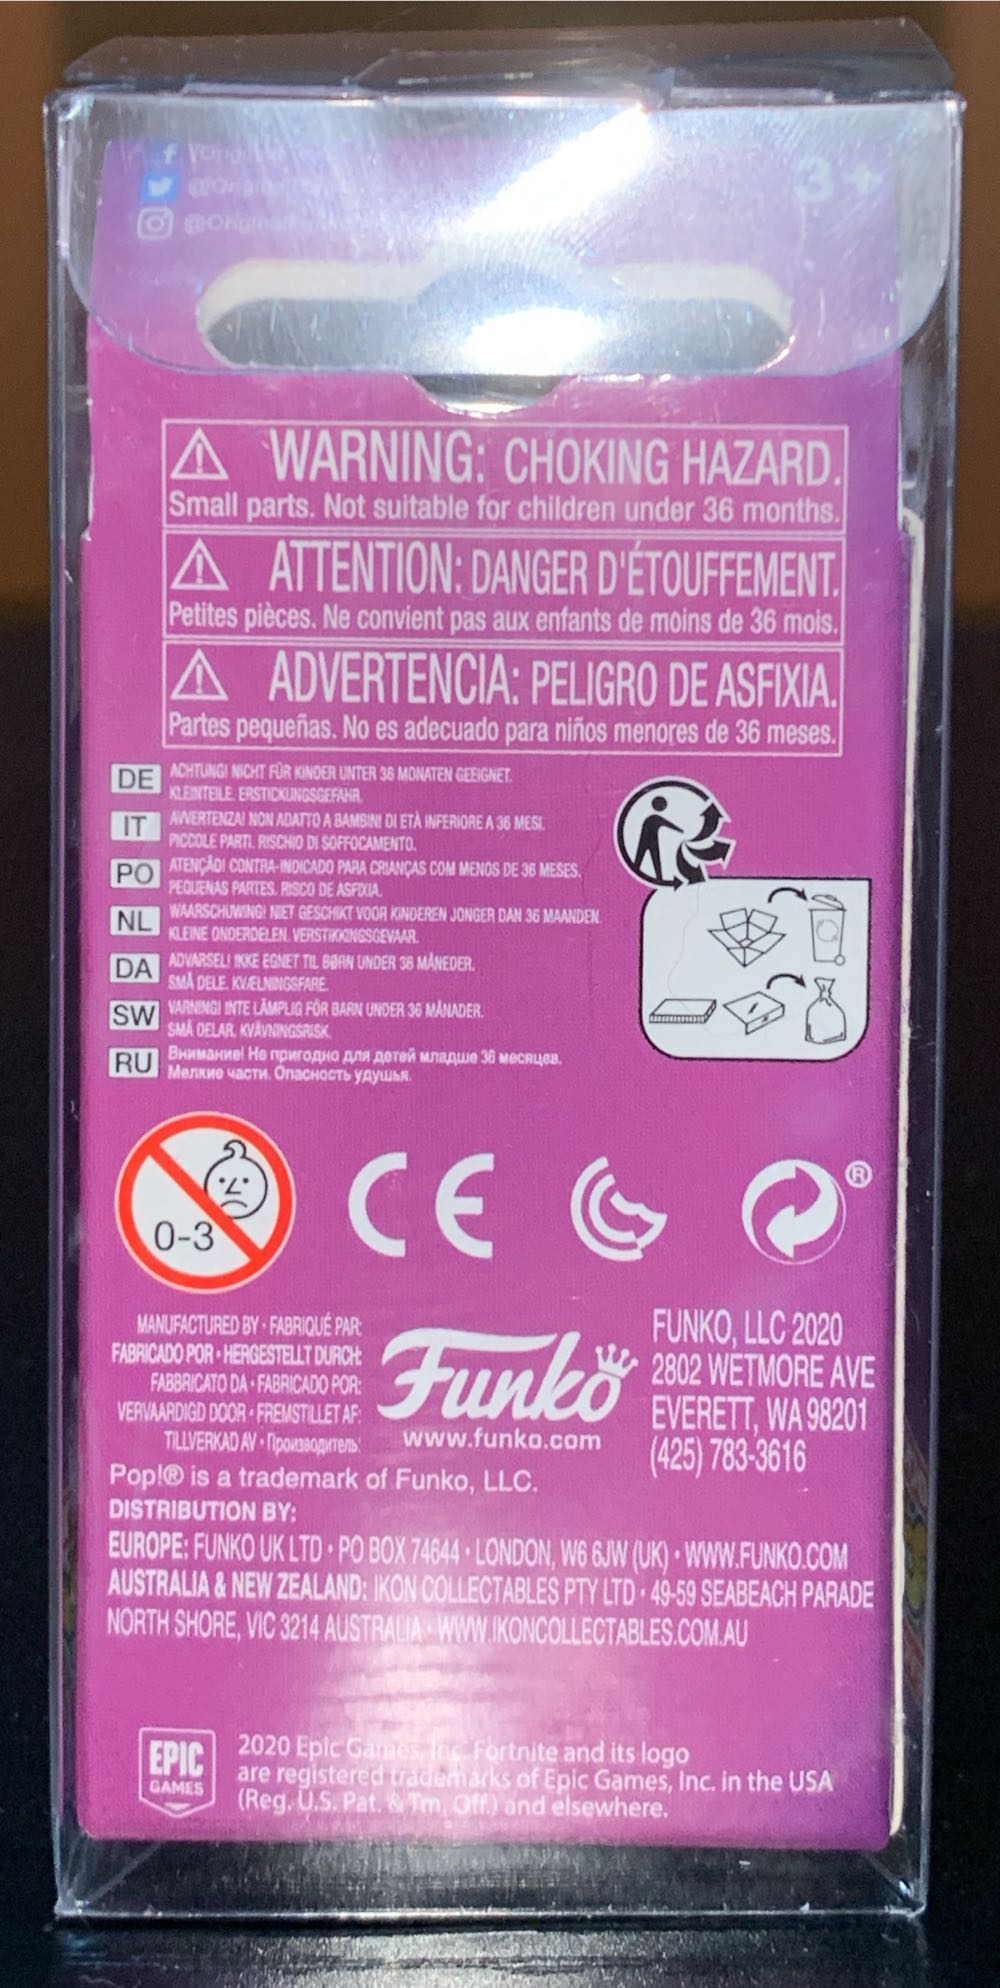 3+
WARNING: CHOKING HAZARD.
Small parts. Not suitable for children under 36 months.
ATTENTION: DANGER D'ÉTOUFFEMENT.
Petites pièces. Ne convient pas aux enfants de moins de 36 mois.
ADVERTENCIA: PELIGRO DE ASFIXIA.
Partes pequeñas. No es adecuado para niños menores de 36 meses.
DE ACHTUNG! NICHT FÜR KINDER UNTER 36 MONATEN GEEIGNET.
KLEINTEILE. ERSTICKUNGSGEFAHR.
IT AVVERTENZA! NON ADATTO A BAMBINI DI ETÀ INFERIORE A 36 MESI.
PICCOLE PARTI. RISCHIO DI SOFFOCAMENTO.
PO ATENÇÃO! CONTRA-INDICADO PARA CRIANÇAS COM MENOS DE 36 MESES.
PEQUENAS PARTES. RISCO DE ASFIXIA.
NL WAARSCHUWING! NIET GESCHIKT VOOR KINDEREN JONGER DAN 36 MAANDEN.
KLEINE ONDERDELEN. VERSTIKKINGSGEVAAR.
DA ADVARSEL! IKKE EGNET TIL BØRN UNDER 36 MÅNEDER.
SMÅ DELE. KVÆLNINGSFARE.
SW VARNING! INTE LÄMPLIG FÖR BARN UNDER 36 MÅNADER.
SMÅ DELAR. KVÄVNINGSRISK.
RU Внимание! Не пригодно для детей младше 36 месяцев.
Мелкие части. Опасность удушья.
0-3
CE
®
MANUFACTURED BY • FABRIQUÉ PAR:
FABRICADO POR • HERGESTELLT DURCH:
FABBRICATO DA • FABRICADO POR:
VERVAARDIGD DOOR • FREMSTILLET AF:
TILLVERKAD AV • Производитель:
Funko
www.funko.com
FUNKO, LLC 2020
2802 WETMORE AVE
EVERETT, WA 98201
(425) 783-3616
Pop!® is a trademark of Funko, LLC.
DISTRIBUTION BY:
EUROPE: FUNKO UK LTD • PO BOX 74644 • LONDON, W6 6JW (UK) • WWW.FUNKO.COM
AUSTRALIA & NEW ZEALAND: IKON COLLECTABLES PTY LTD • 49-59 SEABEACH PARADE
NORTH SHORE, VIC 3214 AUSTRALIA • WWW.IKONCOLLECTABLES.COM.AU
EPIC
GAMES
2020 Epic Games, Inc. Fortnite and its logo
are registered trademarks of Epic Games, Inc. in the USA
(Reg. U.S. Pat. & Tm. Off.) and elsewhere.